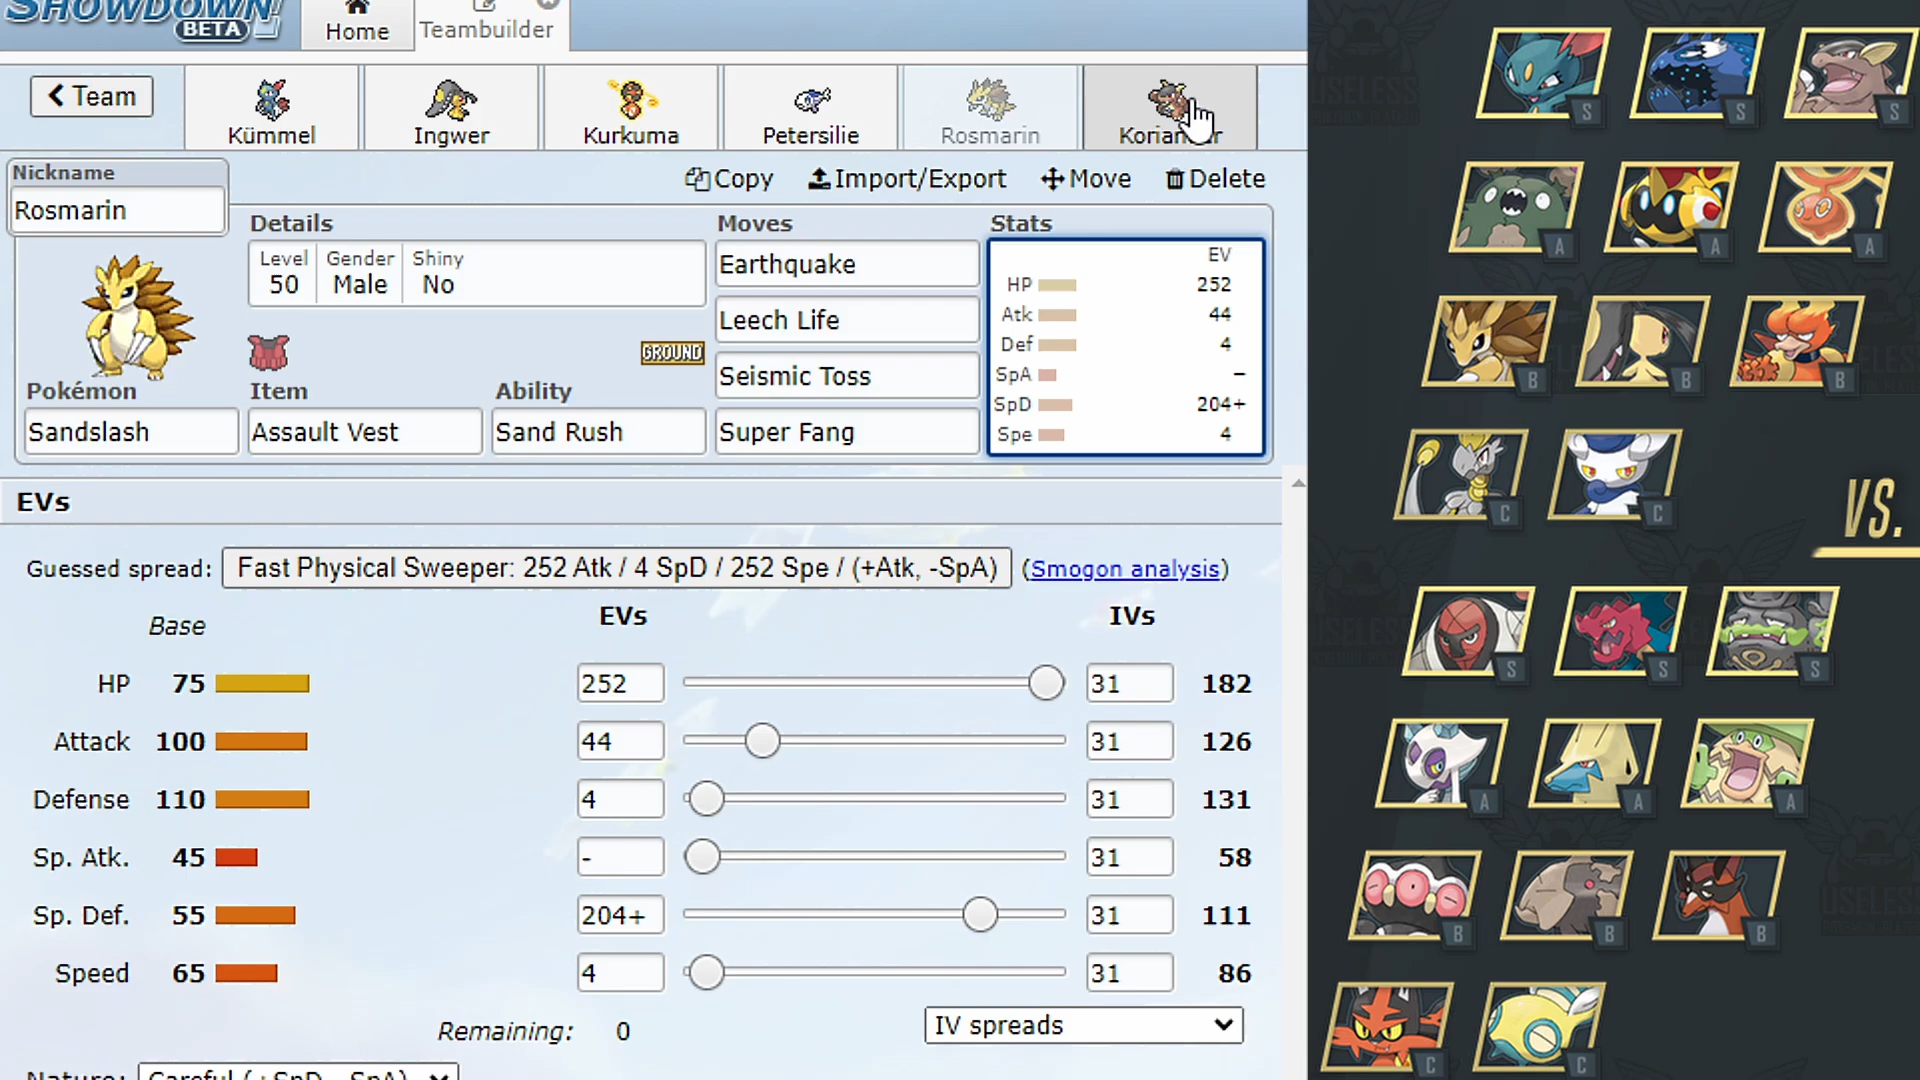 SHOWDOWN!
BETA
Home
Teambuilder
Team
Kümmel
Ingwer
Kurkuma
Petersilie
Rosmarin
Nickname
Rosmarin
Copy
Import/Export
Move
Delete
Details
Moves
Stats
Level
Gender
Shiny
50
Male
No
Earthquake
Leech Life
Seismic Toss
Super Fang
GROUND
Pokémon
Item
Ability
Sandslash
Assault Vest
Sand Rush
EV
HP 252
Atk 44
Def 4
SpA –
SpD 204+
Spe 4
EVs
Guessed spread: Fast Physical Sweeper: 252 Atk / 4 SpD / 252 Spe / (+Atk, -SpA) (Smogon analysis)
Base EVs IVs
HP 75 252 31 182
Attack 100 44 31 126
Defense 110 4 31 131
Sp. Atk. 45 - 31 58
Sp. Def. 55 204+ 31 111
Speed 65 4 31 86
Remaining: 0
IV spreads
Nature: Careful (+SpD, -SpA)
S S S
A A A
B B B
C C
VS.
S S S
A A A
B B B
C C